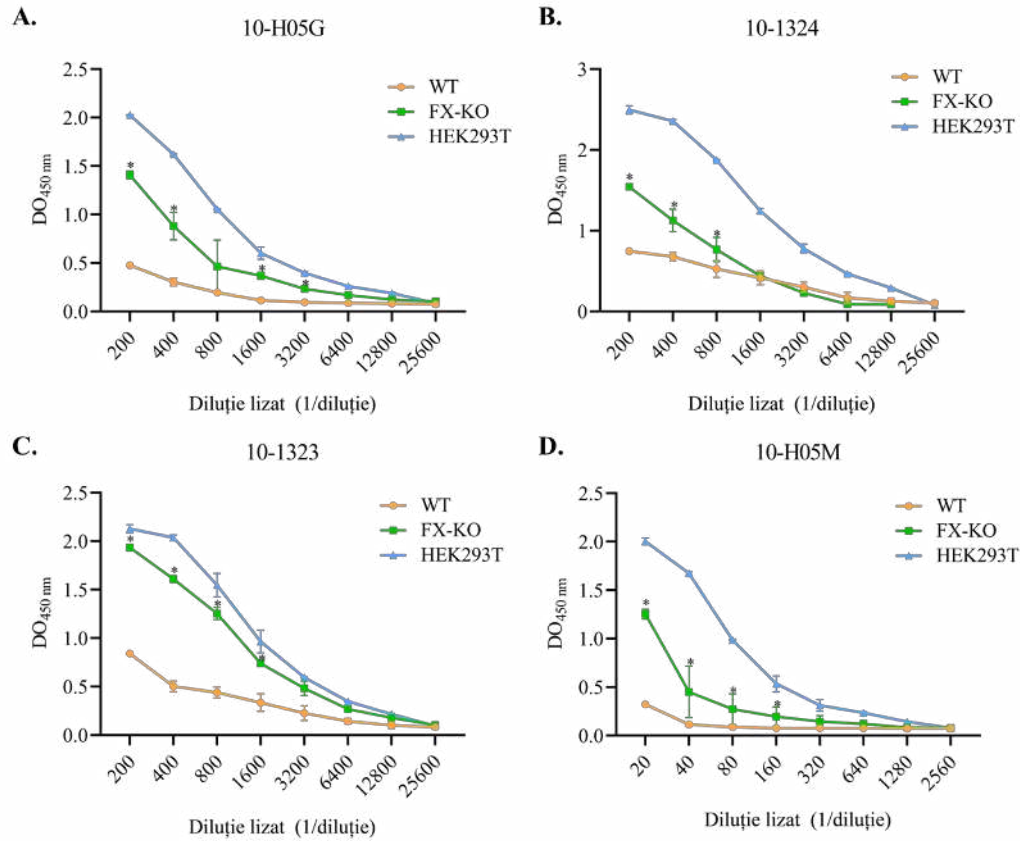 A.
10-H05G
2.5
2.0
1.5
1.0
0.5
0.0
DO450 nm
WT
FX-KO
HEK293T
*
*
*
*
200
400
800
1600
3200
6400
12800
25600
Diluție lizat (1/diluție)
B.
10-1324
3
2
1
0
DO450 nm
WT
FX-KO
HEK293T
*
*
*
200
400
800
1600
3200
6400
12800
25600
Diluție lizat (1/diluție)
C.
10-1323
2.5
2.0
1.5
1.0
0.5
0.0
DO450 nm
WT
FX-KO
HEK293T
*
*
*
*
200
400
800
1600
3200
6400
12800
25600
Diluție lizat (1/diluție)
D.
10-H05M
2.5
2.0
1.5
1.0
0.5
0.0
DO450 nm
WT
FX-KO
HEK293T
*
*
*
*
20
40
80
160
320
640
1280
2560
Diluție lizat (1/diluție)